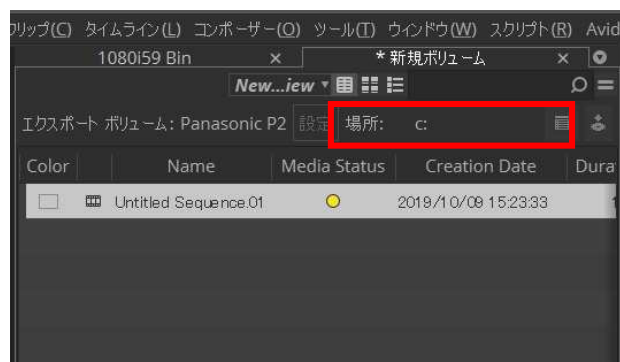 リップ(C) タイムライン(L) コンポーザー(O) ツール(T) ウィンドウ(W) スクリプト(R) Avid
1080i59 Bin × * 新規ボリューム ×
New...iew
エクスポート ボリューム: Panasonic P2 設定 場所: c:
Color Name Media Status Creation Date Dura
Untitled Sequence.01 2019/10/09 15:23:33 1